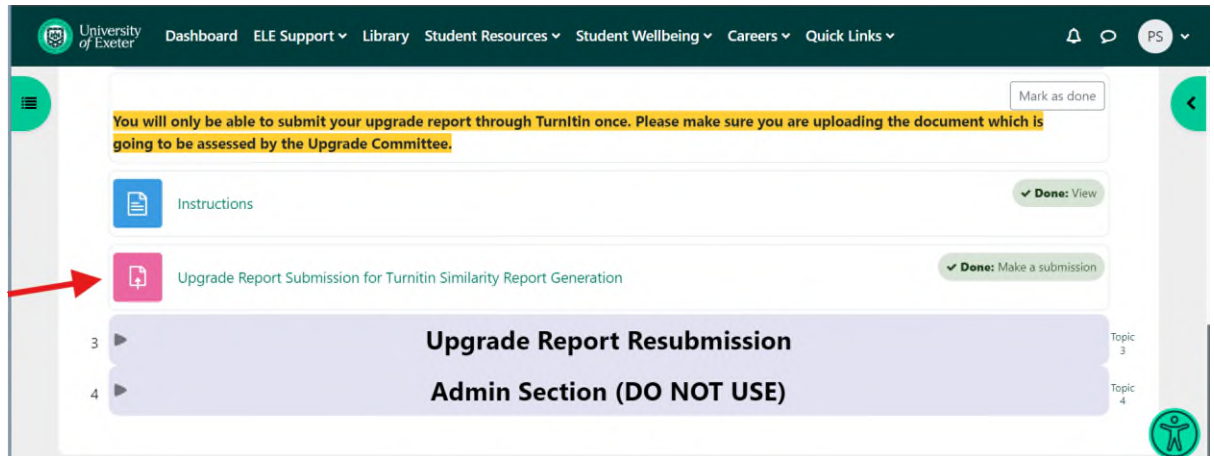 University
of Exeter
Dashboard ELE Support Library Student Resources Student Wellbeing Careers Quick Links PS
Mark as done
You will only be able to submit your upgrade report through TurnItin once. Please make sure you are uploading the document which is
going to be assessed by the Upgrade Committee.
Instructions
Done: View
Upgrade Report Submission for Turnitin Similarity Report Generation
Done: Make a submission
3 Upgrade Report Resubmission Topic
3
4 Admin Section (DO NOT USE) Topic
4